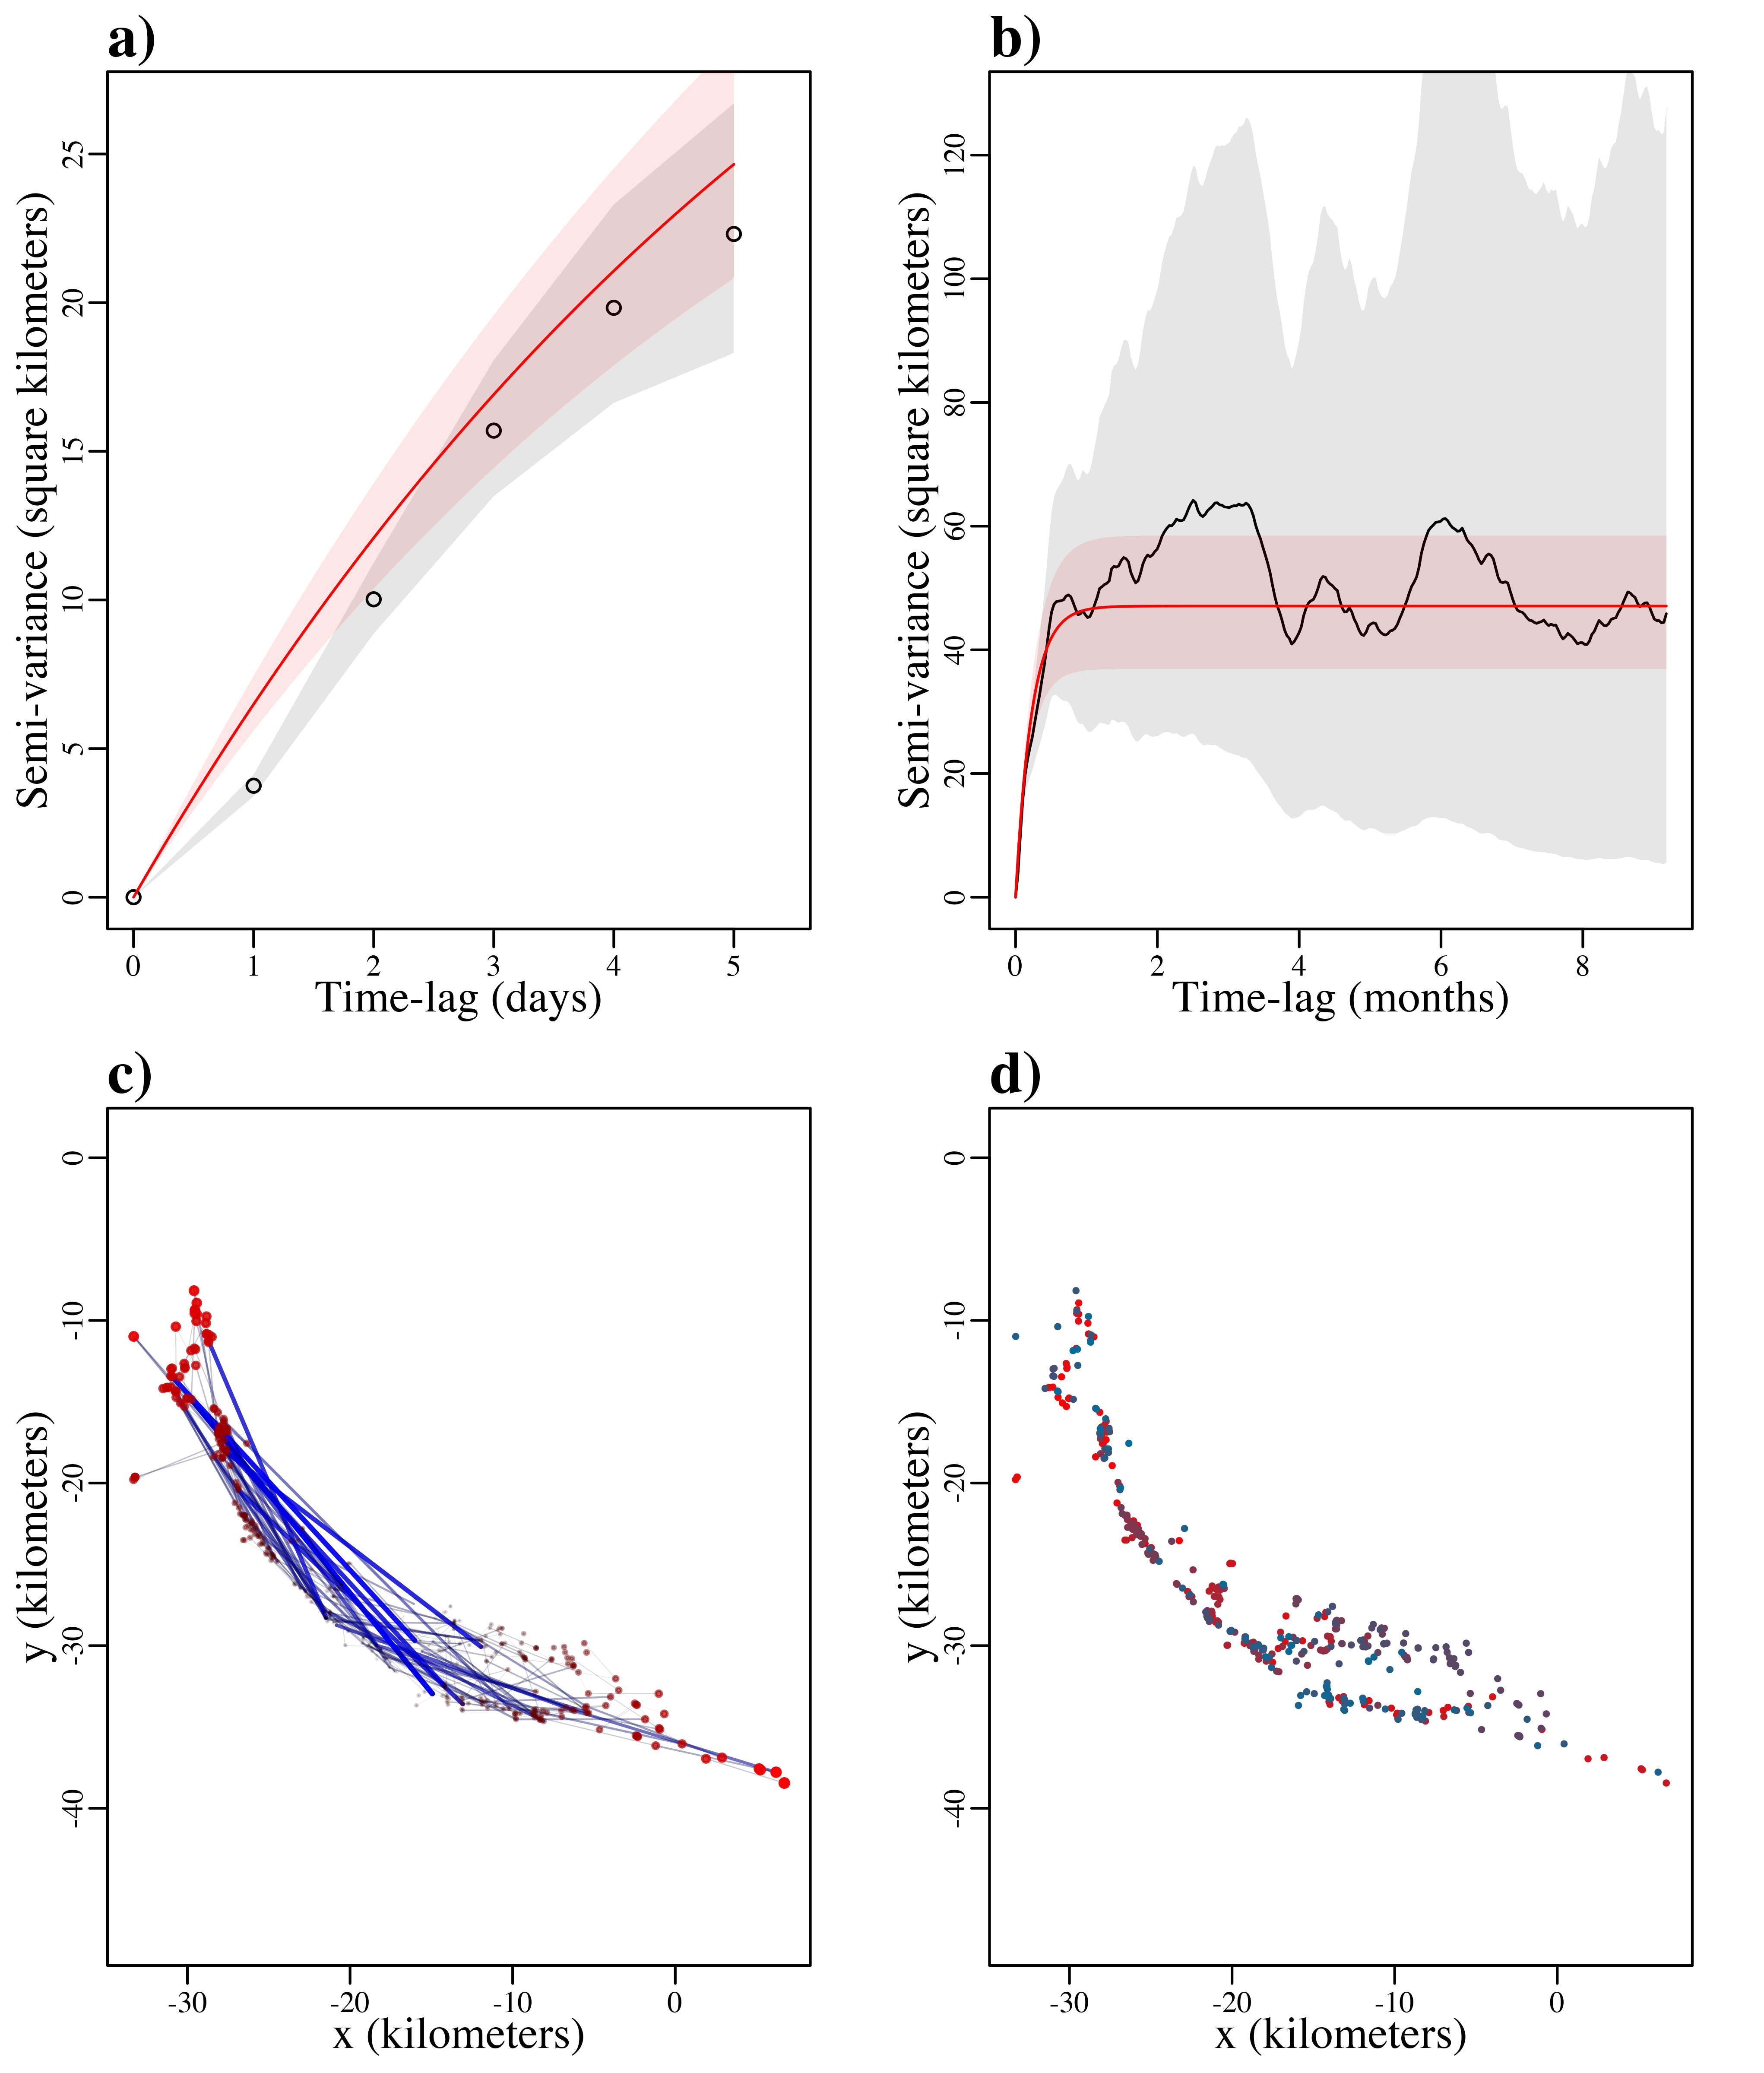 a)
Semi-variance (square kilometers)
25
20
15
10
5
0
0 1 2 3 4 5
Time-lag (days)
b)
Semi-variance (square kilometers)
120
100
80
60
40
20
0
0 2 4 6 8
Time-lag (months)
c)
y (kilometers)
0
-10
-20
-30
-40
-30 -20 -10 0
x (kilometers)
d)
y (kilometers)
0
-10
-20
-30
-40
-30 -20 -10 0
x (kilometers)